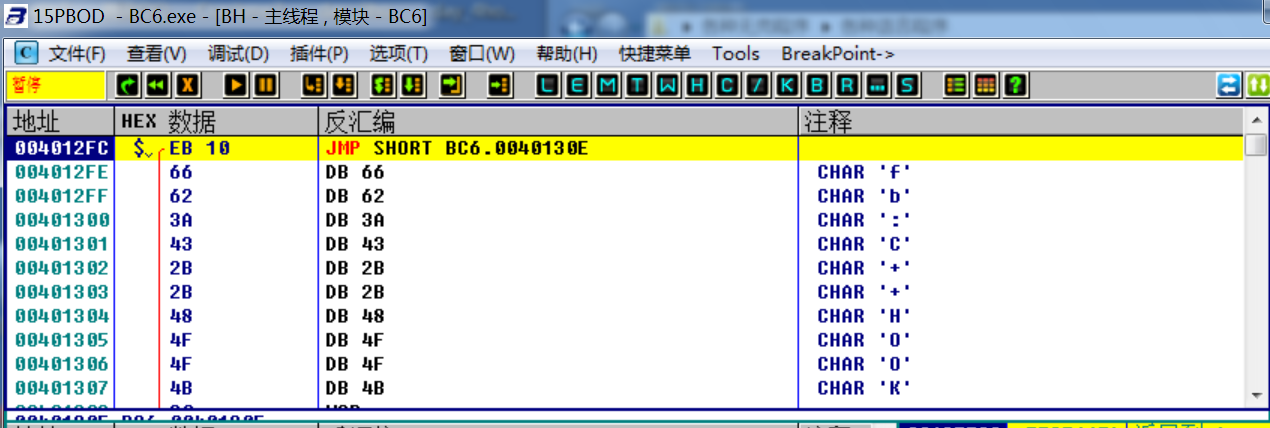 15PBOD - BC6.exe - [BH - 主线程 , 模块 - BC6]
C 文件(F) 查看(V) 调试(D) 插件(P) 选项(T) 窗口(W) 帮助(H) 快捷菜单 Tools BreakPoint->
暂停 L E M T W H C / K B R ... S ?
地址 HEX 数据 反汇编 注释
004012FC $ EB 10 JMP SHORT BC6.0040130E
004012FE 66 DB 66 CHAR 'f'
004012FF 62 DB 62 CHAR 'b'
00401300 3A DB 3A CHAR ':'
00401301 43 DB 43 CHAR 'C'
00401302 2B DB 2B CHAR '+'
00401303 2B DB 2B CHAR '+'
00401304 48 DB 48 CHAR 'H'
00401305 4F DB 4F CHAR 'O'
00401306 4F DB 4F CHAR 'O'
00401307 4B DB 4B CHAR 'K'